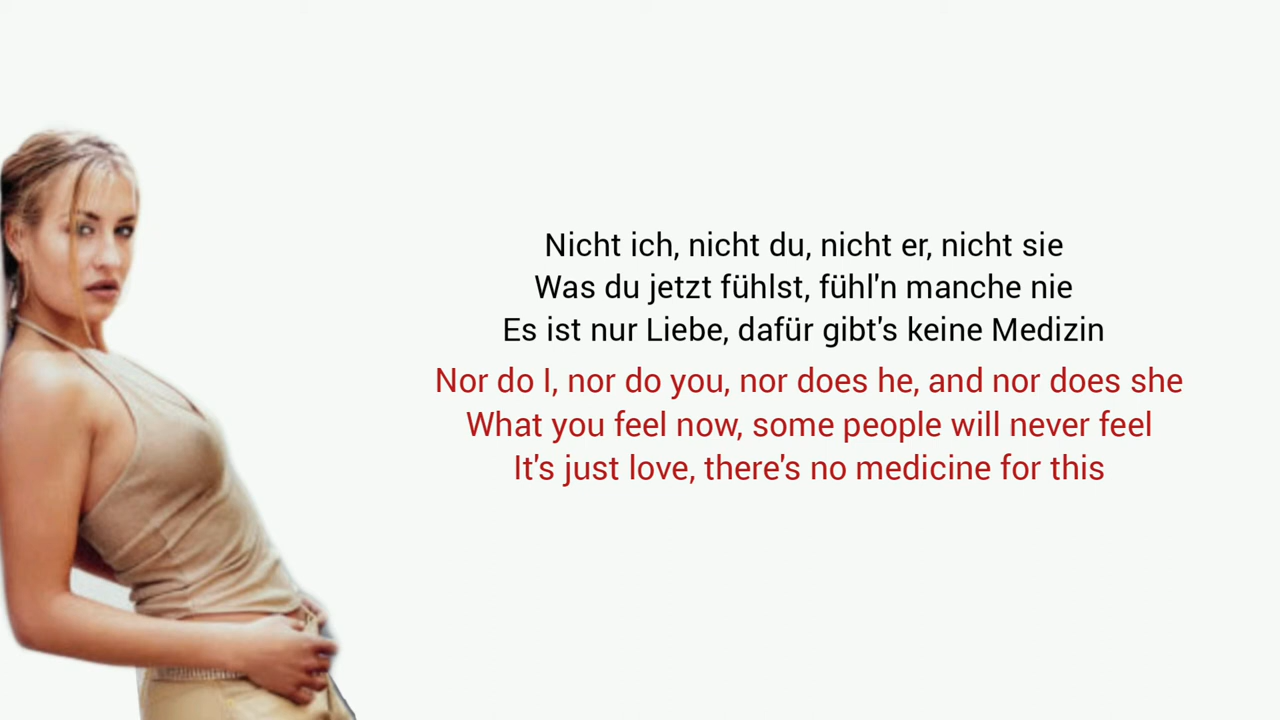 Nicht ich, nicht du, nicht er, nicht sie
Was du jetzt fühlst, fühl'n manche nie
Es ist nur Liebe, dafür gibt's keine Medizin
Nor do I, nor do you, nor does he, and nor does she
What you feel now, some people will never feel
It's just love, there's no medicine for this